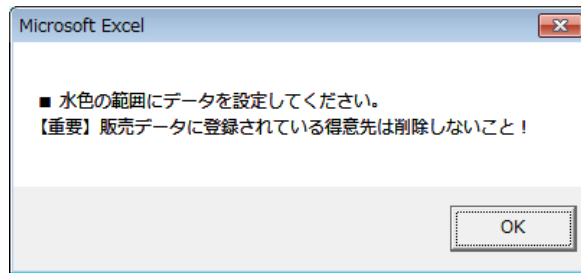 Microsoft Excel
■ 水色の範囲にデータを設定してください。
【重要】販売データに登録されている得意先は削除しないこと！
OK